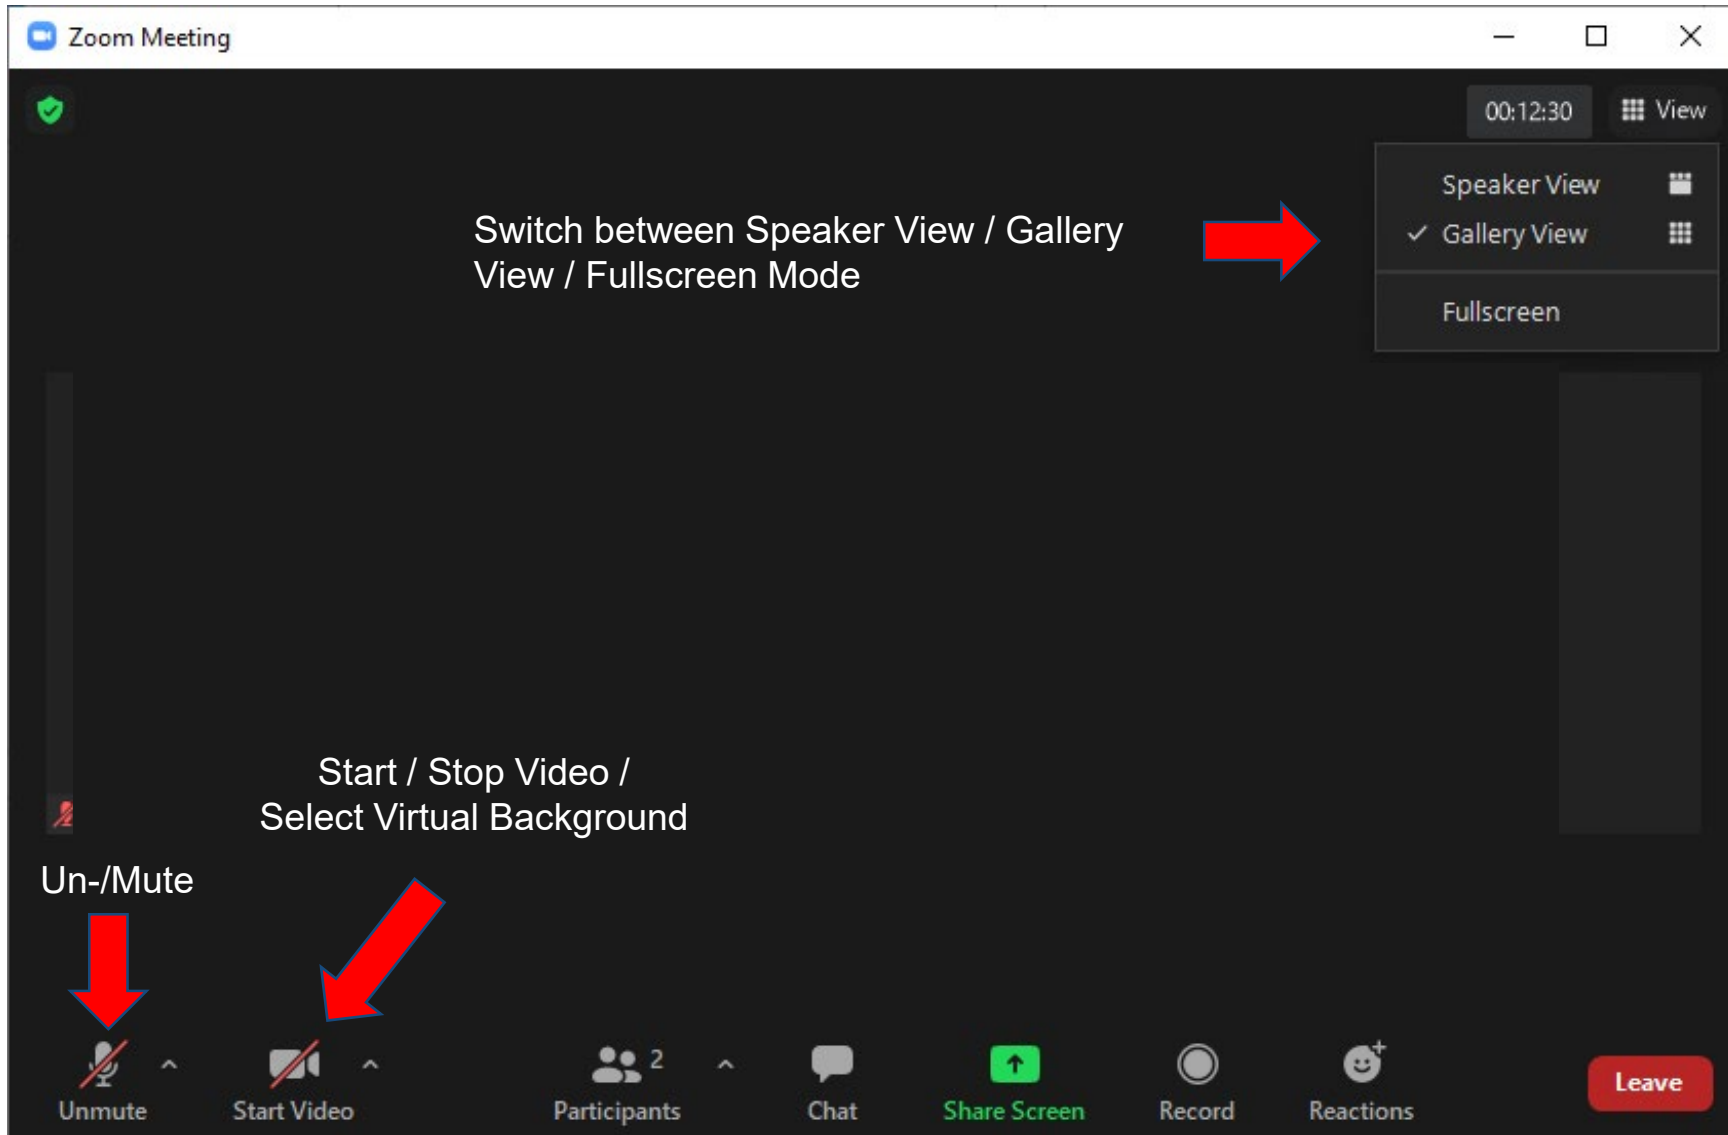 Zoom Meeting
00:12:30
View
Speaker View
Switch between Speaker View / Gallery
View / Fullscreen Mode
Gallery View
Fullscreen
Start / Stop Video /
Select Virtual Background
Un-/Mute
2
Unmute
Start Video
Participants
Chat
Share Screen
Record
Reactions
Leave